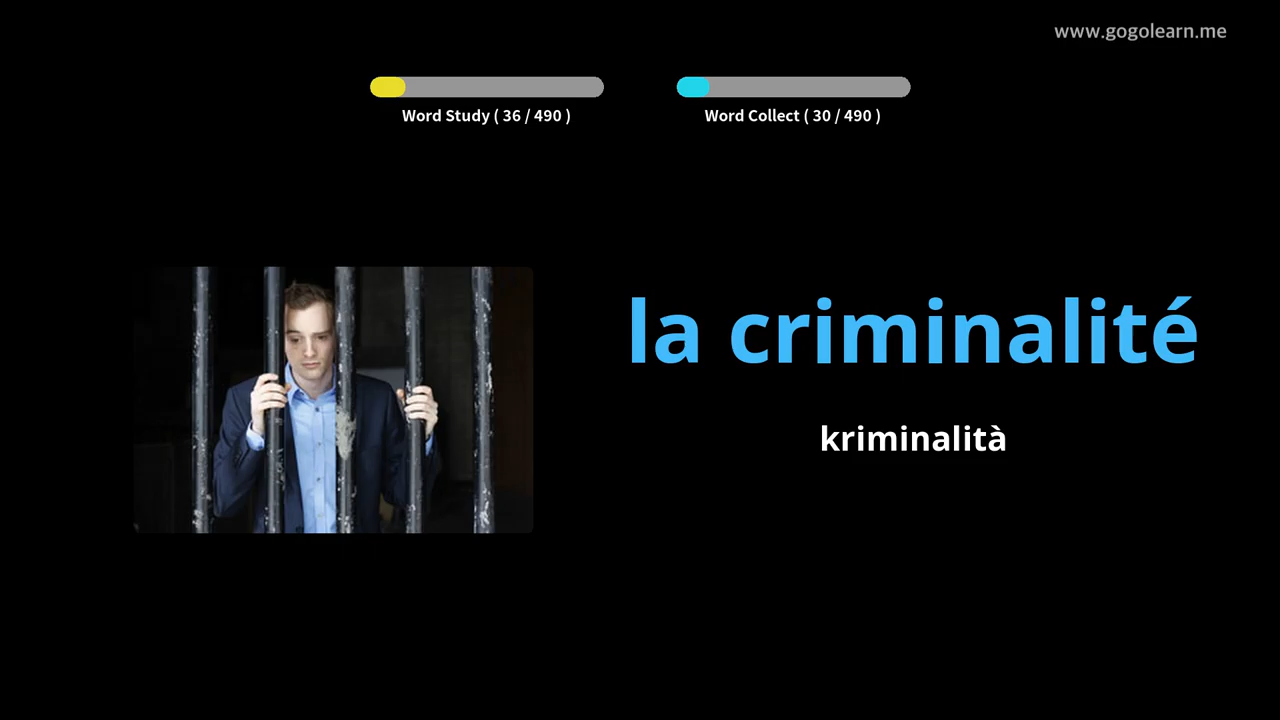 www.gogolearn.me
Word Study ( 36 / 490 )
Word Collect ( 30 / 490 )
la criminalité
kriminalità